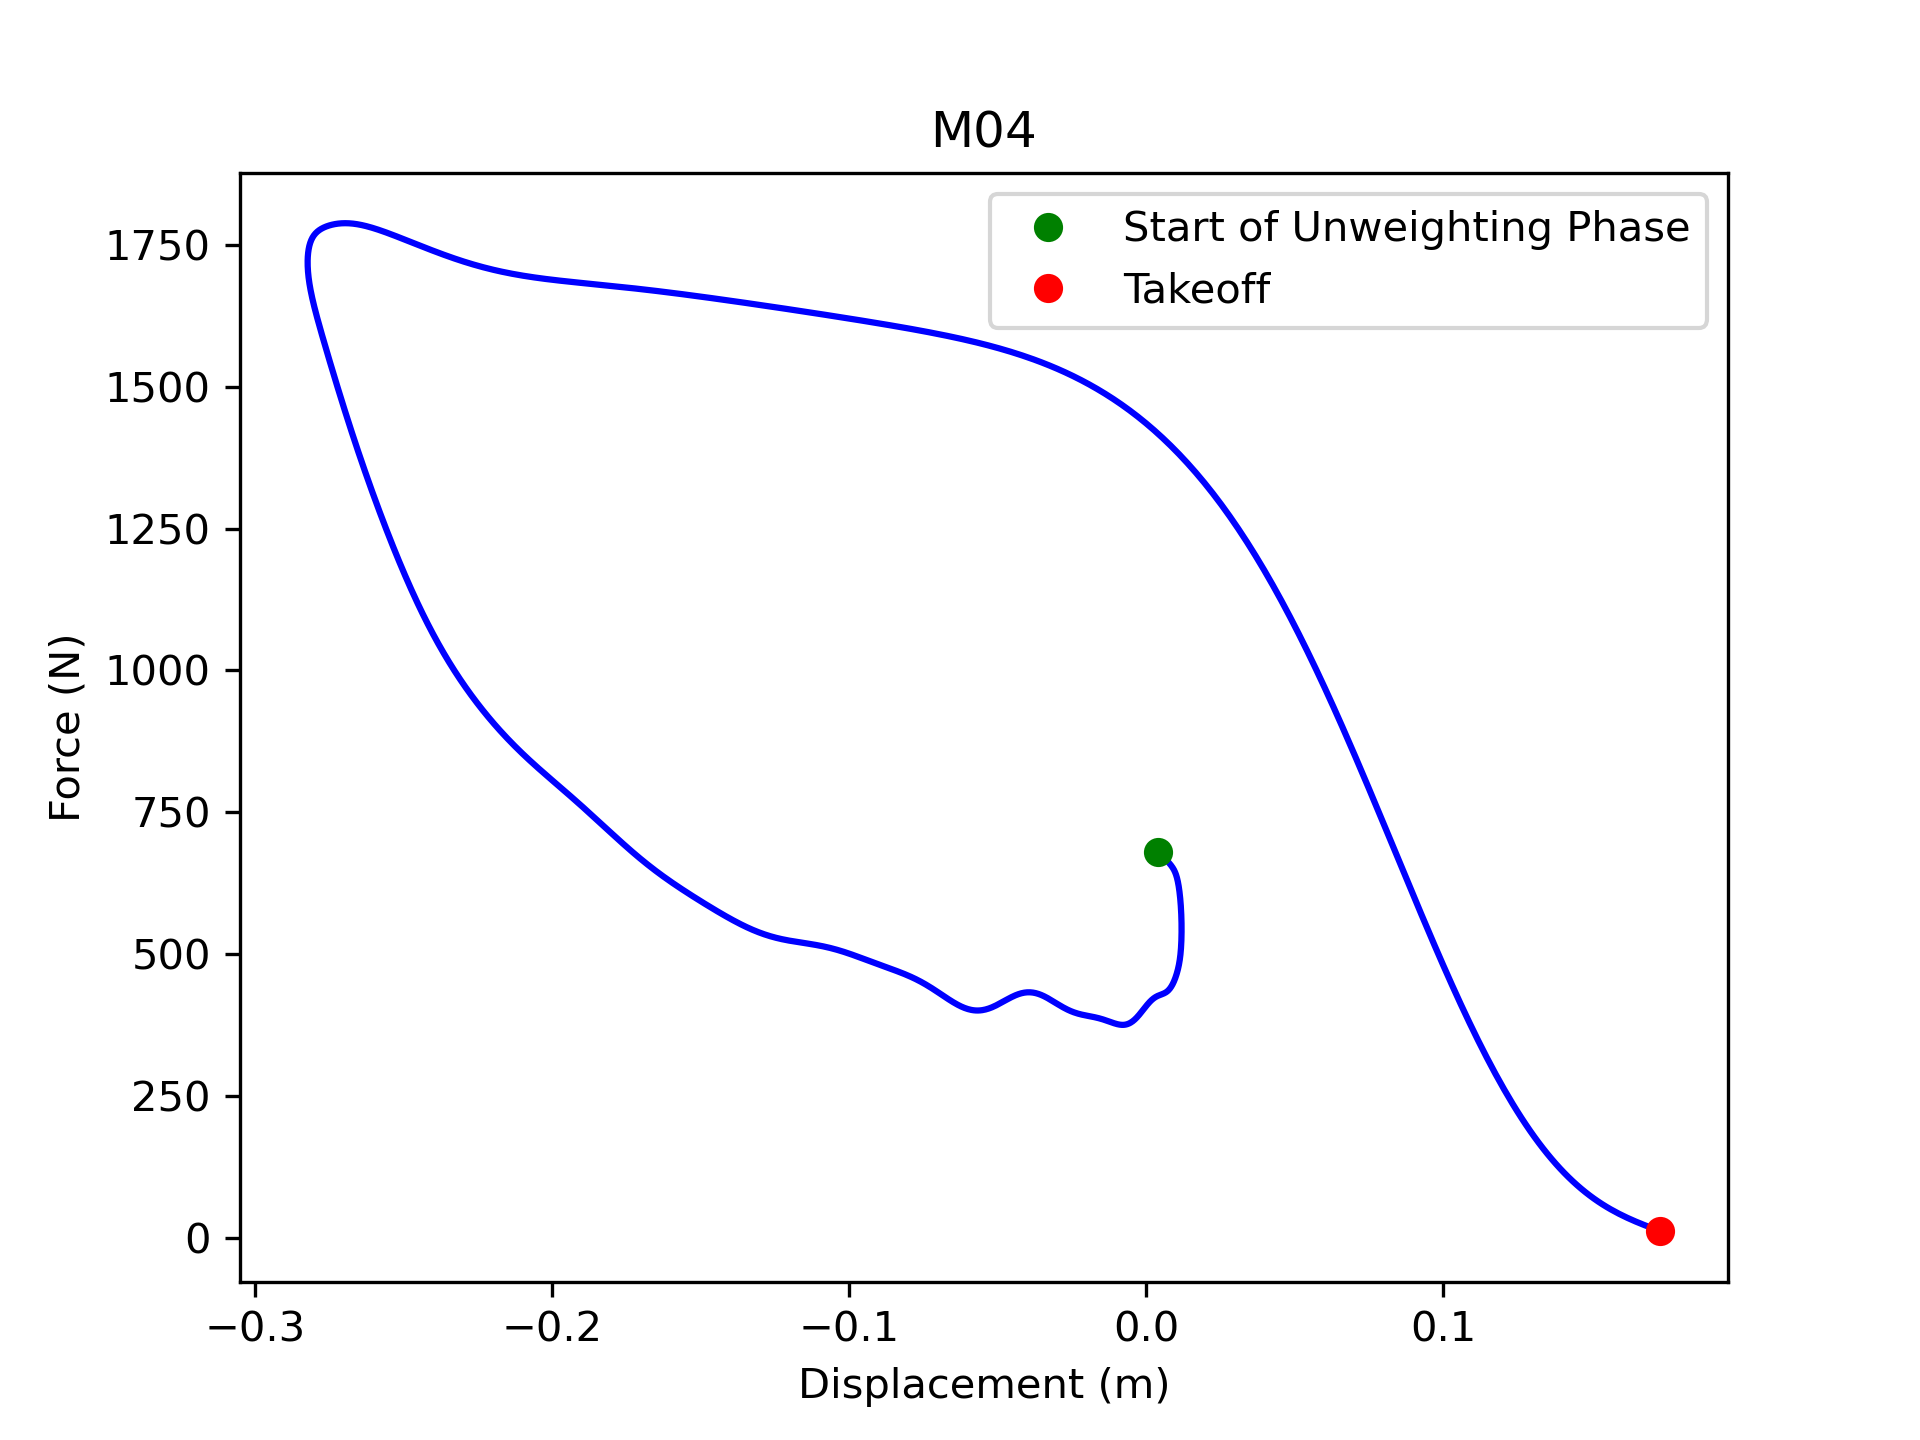 M04
Start of Unweighting Phase
Takeoff
1750
1500
1250
1000
750
500
250
0
Force (N)
−0.3
−0.2
−0.1
0.0
0.1
Displacement (m)